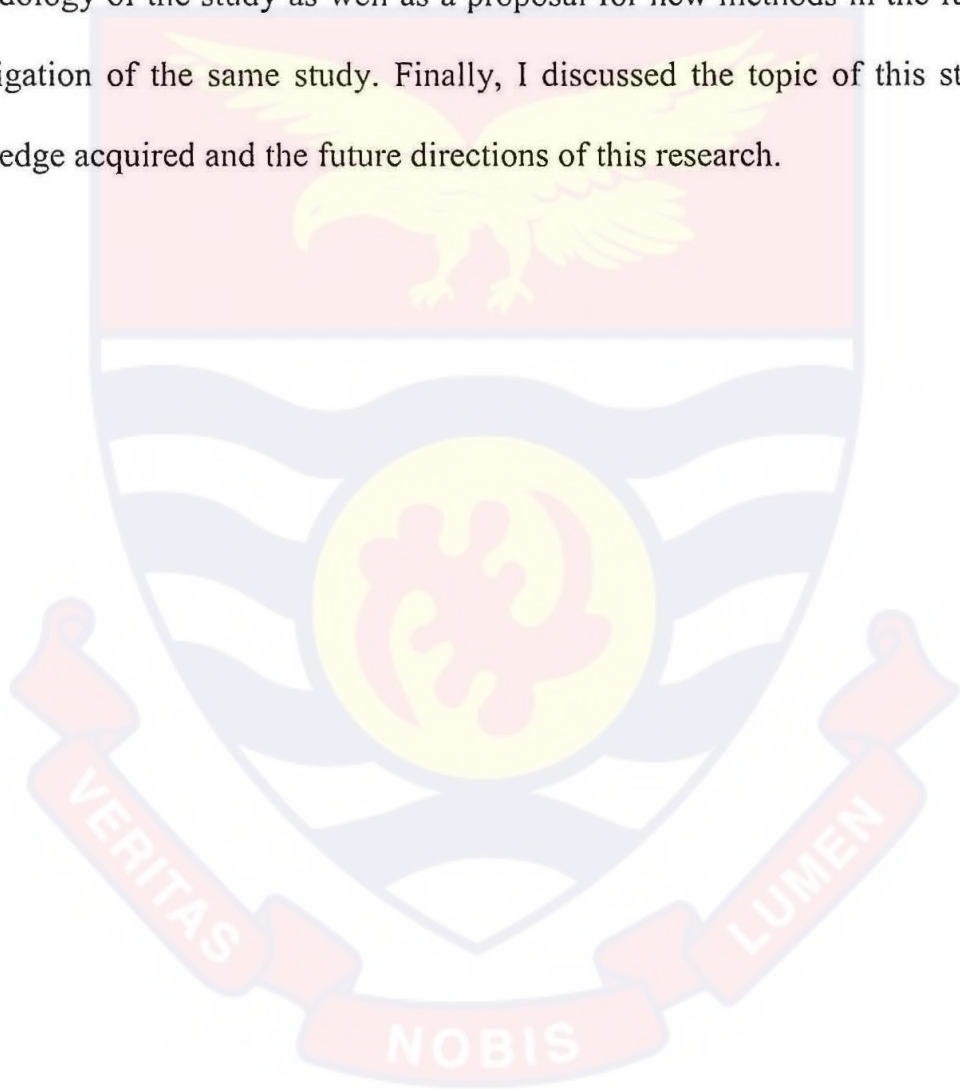 dology of the study as well as a proposal for new methods in the
igation of the same study. Finally, I discussed the topic of this st
edge acquired and the future directions of this research.
VERITAS
NOBIS
LUMEN